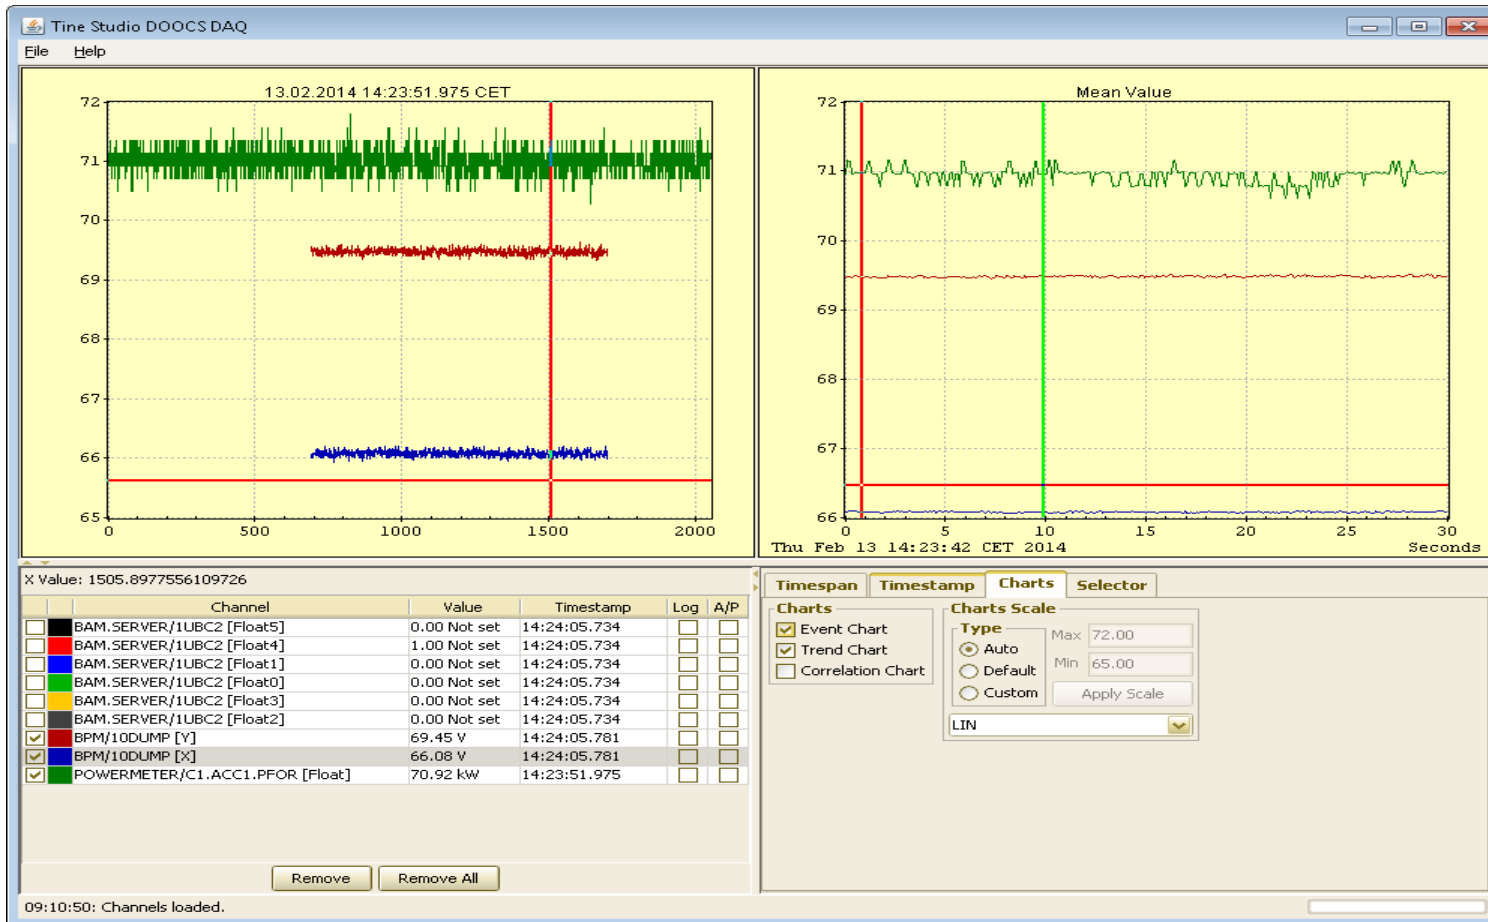 Tine Studio DOOCS DAQ
File Help
13.02.2014 14:23:51.975 CET
72
71
70
69
68
67
66
65
0 500 1000 1500 2000
Mean Value
72
71
70
69
68
67
66
0 5 10 15 20 25 30
Thu Feb 13 14:23:42 CET 2014 Seconds
X Value: 1505.8977556109726
Channel Value Timestamp Log A/P
BAM.SERVER/1UBC2 [Float5] 0.00 Not set 14:24:05.734
BAM.SERVER/1UBC2 [Float4] 1.00 Not set 14:24:05.734
BAM.SERVER/1UBC2 [Float1] 0.00 Not set 14:24:05.734
BAM.SERVER/1UBC2 [Float0] 0.00 Not set 14:24:05.734
BAM.SERVER/1UBC2 [Float3] 0.00 Not set 14:24:05.734
BAM.SERVER/1UBC2 [Float2] 0.00 Not set 14:24:05.734
BPM/10DUMP [Y] 69.45 V 14:24:05.781
BPM/10DUMP [X] 66.08 V 14:24:05.781
POWERMETER/C1.ACC1.PFOR [Float] 70.92 kW 14:23:51.975
Remove Remove All
Timespan Timestamp Charts Selector
Charts
Event Chart
Trend Chart
Correlation Chart
Charts Scale
Type
Auto
Default
Custom
Max 72.00
Min 65.00
Apply Scale
LIN
09:10:50: Channels loaded.